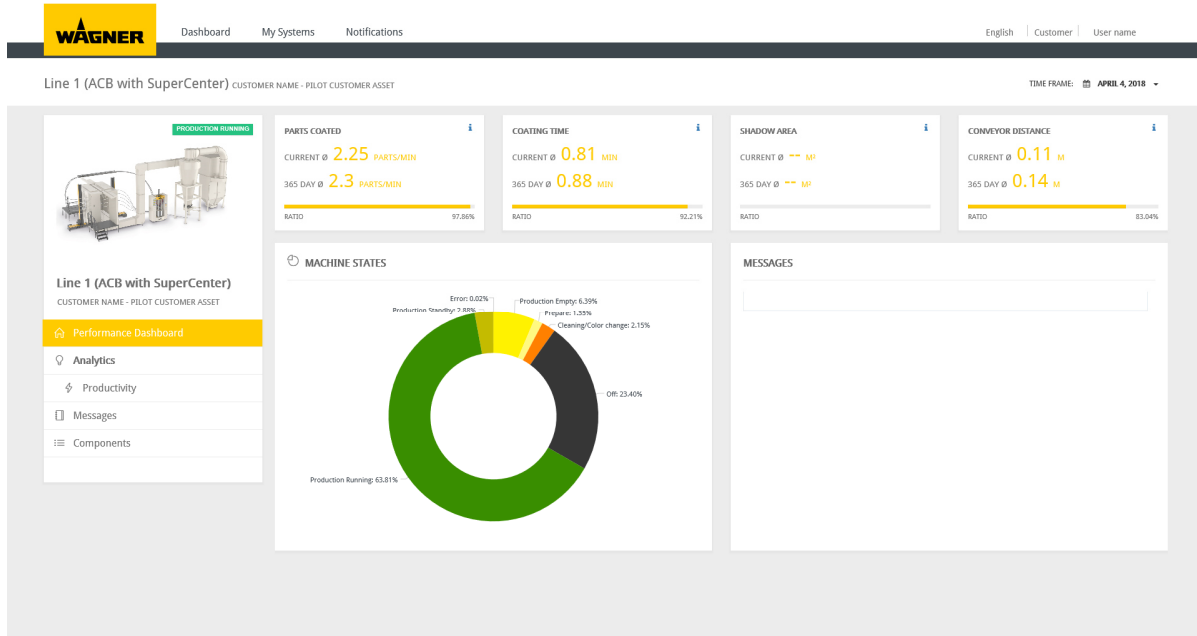 WAGNER
Dashboard My Systems Notifications
English Customer User name
Line 1 (ACB with SuperCenter) CUSTOMER NAME - PILOT CUSTOMER ASSET
TIME FRAME: APRIL 4, 2018
PRODUCTION RUNNING
Line 1 (ACB with SuperCenter)
CUSTOMER NAME - PILOT CUSTOMER ASSET
Performance Dashboard
Analytics
Productivity
Messages
Components
PARTS COATED
CURRENT Ø 2.25 PARTS/MIN
365 DAY Ø 2.3 PARTS/MIN
RATIO 97.86%
COATING TIME
CURRENT Ø 0.81 MIN
365 DAY Ø 0.88 MIN
RATIO 92.21%
SHADOW AREA
CURRENT Ø -- M²
365 DAY Ø -- M²
RATIO
CONVEYOR DISTANCE
CURRENT Ø 0.11 M
365 DAY Ø 0.14 M
RATIO 83.04%
MACHINE STATES
Error: 0.02%
Production Empty: 6.39%
Production Standby: 2.88%
Prepare: 1.35%
Cleaning/Color change: 2.15%
Off: 23.40%
Production Running: 63.81%
MESSAGES